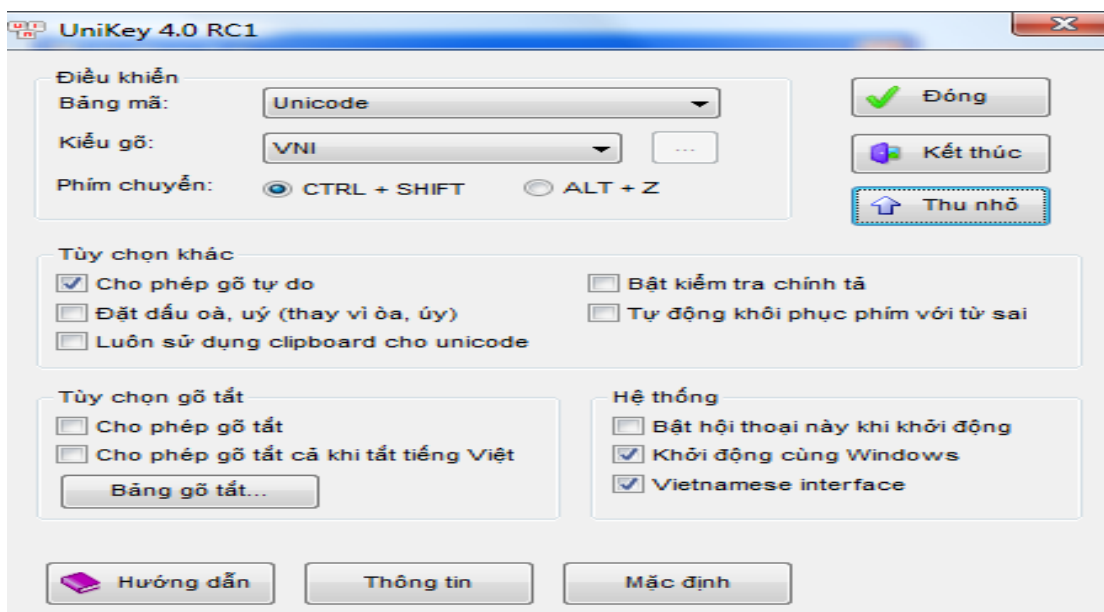 UniKey 4.0 RC1
Điều khiển
Bảng mã:
Unicode
Đóng
Kiểu gõ:
VNI
...
Kết thúc
Phím chuyển:
CTRL + SHIFT
ALT + Z
Thu nhỏ
Tùy chọn khác
Cho phép gõ tự do
Bật kiểm tra chính tả
Đặt dấu oà, uý (thay vì òa, úy)
Tự động khôi phục phím với từ sai
Luôn sử dụng clipboard cho unicode
Tùy chọn gõ tắt
Cho phép gõ tắt
Cho phép gõ tắt cả khi tắt tiếng Việt
Bảng gõ tắt...
Hệ thống
Bật hội thoại này khi khởi động
Khởi động cùng Windows
Vietnamese interface
Hướng dẫn
Thông tin
Mặc định